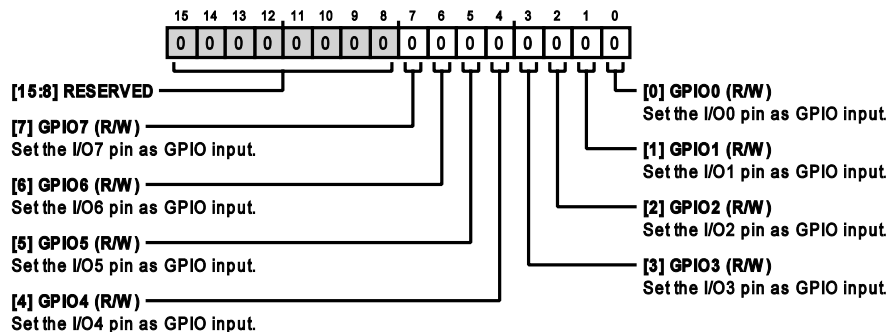 15 14 13 12 11 10 9 8 7 6 5 4 3 2 1 0
0 0 0 0 0 0 0 0 0 0 0 0 0 0 0 0
[15:8] RESERVED
[7] GPIO7 (R/W)
Set the I/O7 pin as GPIO input.
[6] GPIO6 (R/W)
Set the I/O6 pin as GPIO input.
[5] GPIO5 (R/W)
Set the I/O5 pin as GPIO input.
[4] GPIO4 (R/W)
Set the I/O4 pin as GPIO input.
[0] GPIO0 (R/W)
Set the I/O0 pin as GPIO input.
[1] GPIO1 (R/W)
Set the I/O1 pin as GPIO input.
[2] GPIO2 (R/W)
Set the I/O2 pin as GPIO input.
[3] GPIO3 (R/W)
Set the I/O3 pin as GPIO input.